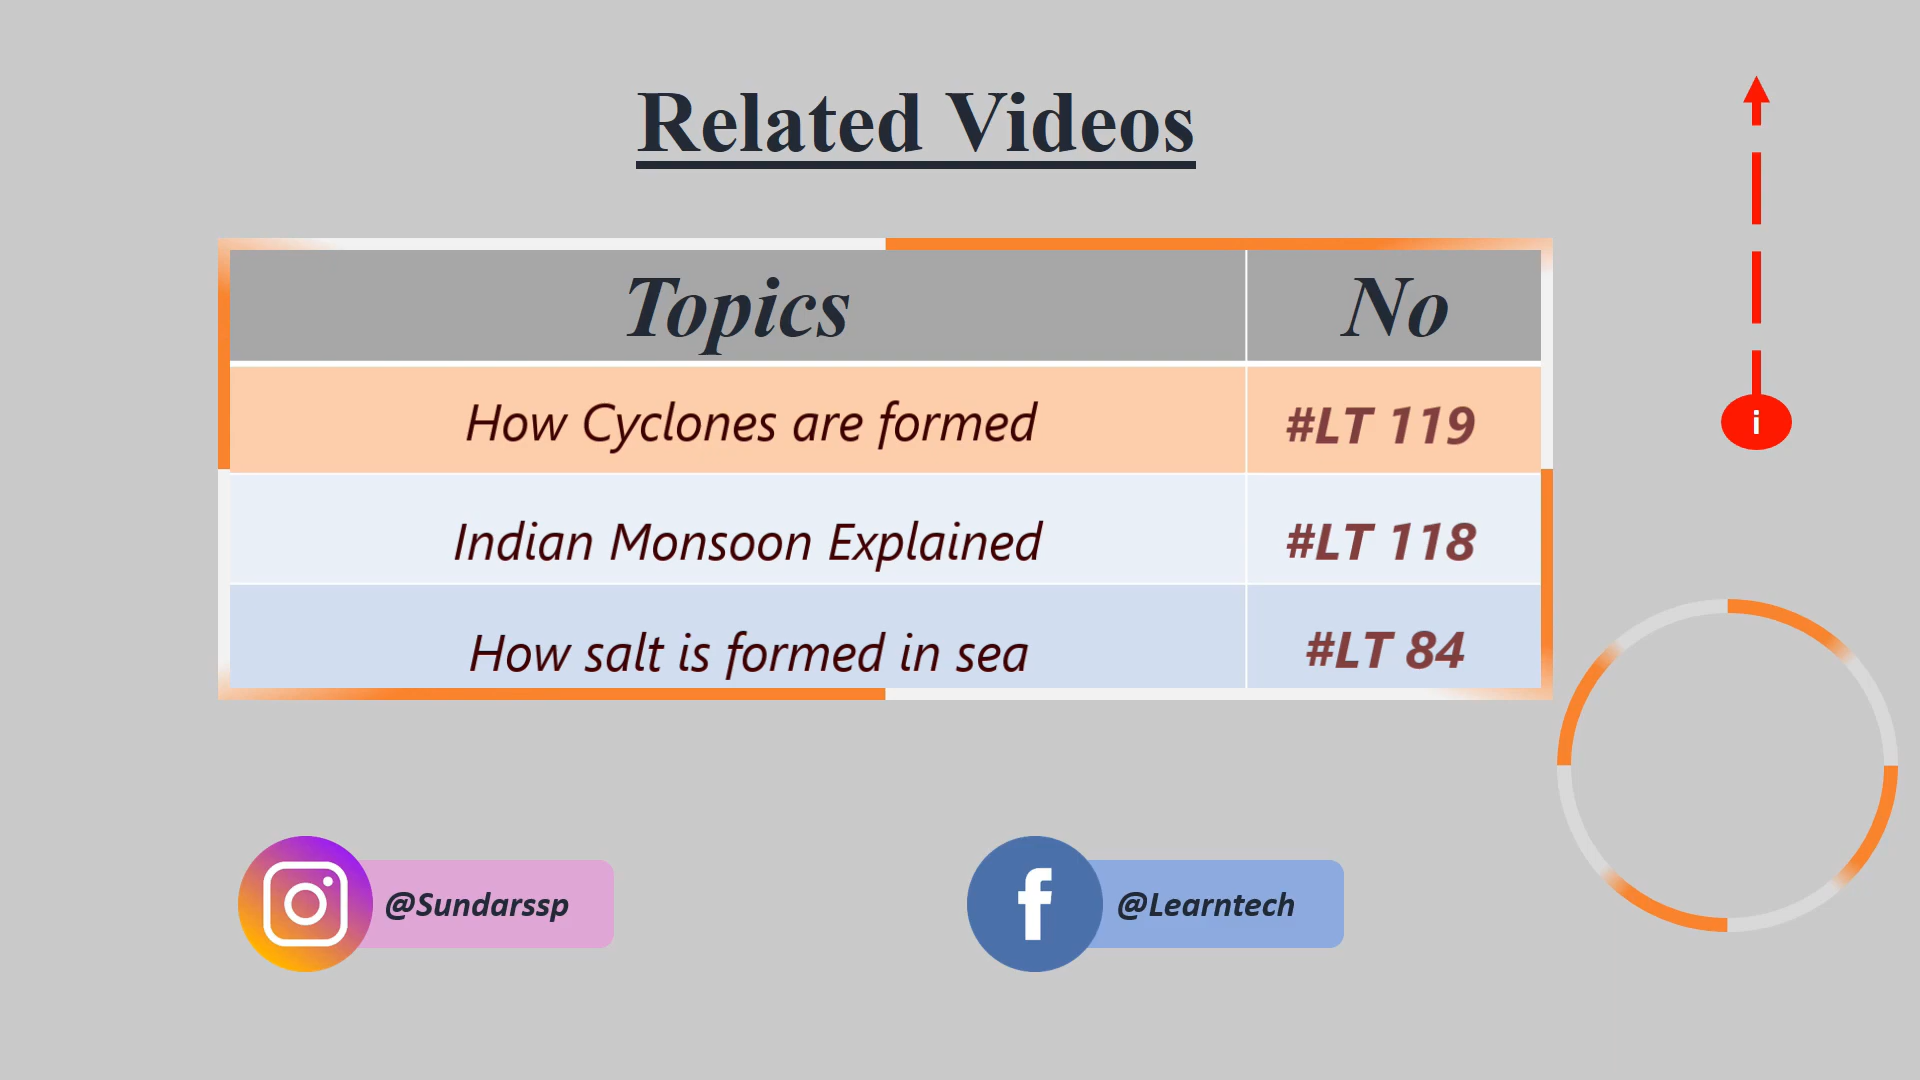 Related Videos
Topics No
How Cyclones are formed #LT 119
Indian Monsoon Explained #LT 118
How salt is formed in sea #LT 84
i
@Sundarssp @Learntech